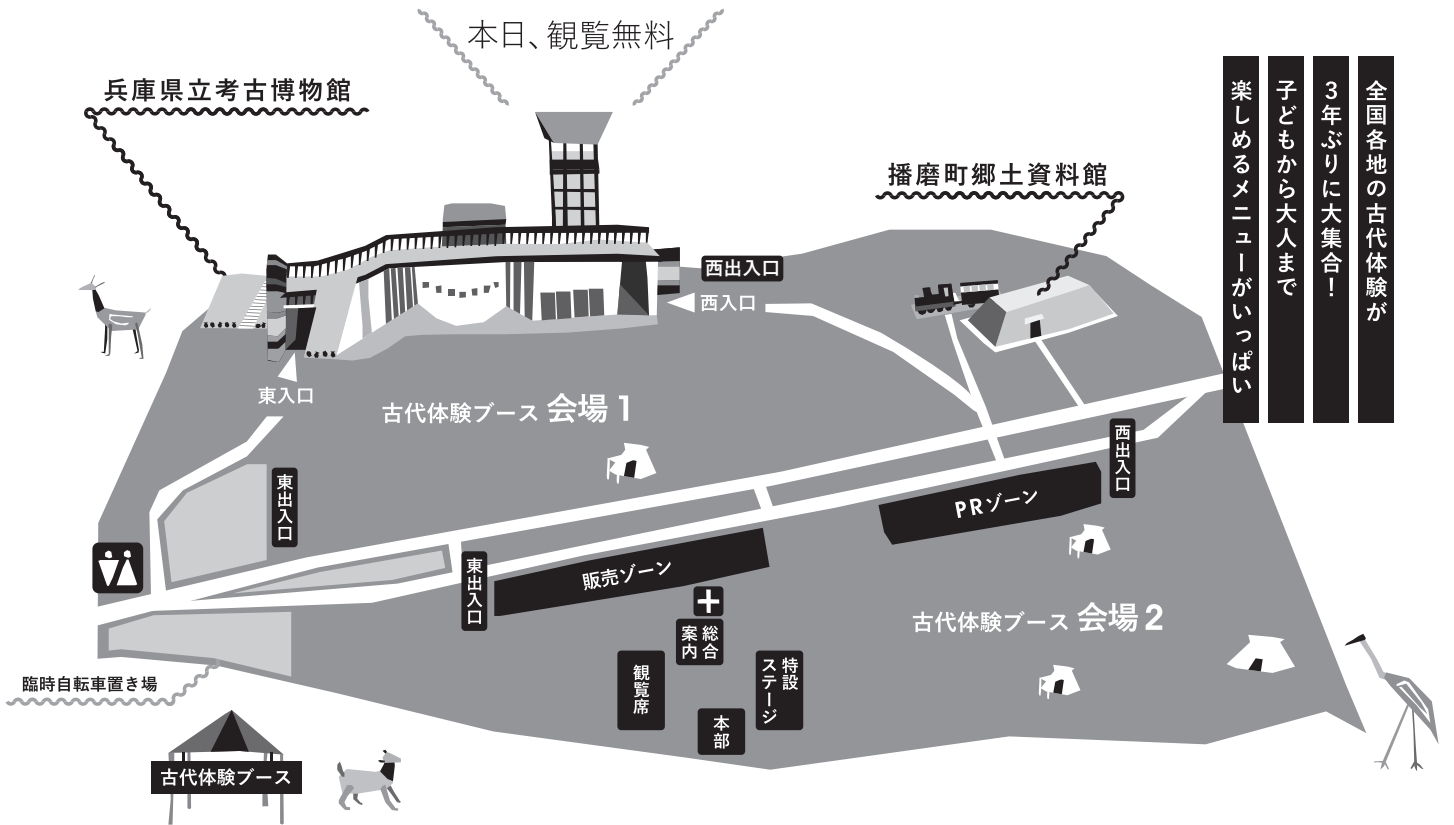 本日、観覧無料
兵庫県立考古博物館
播磨町郷土資料館
全国各地の古代体験が
3年ぶりに大集合!
子どもから大人まで
楽しめるメニューがいっぱい
西出入口
西入口
東入口
古代体験ブース 会場1
東出入口
西出入口
PRゾーン
東出入口
販売ゾーン
総合
案内
古代体験ブース 会場2
観覧席
特設
ステージ
本部
臨時自転車置き場
古代体験ブース